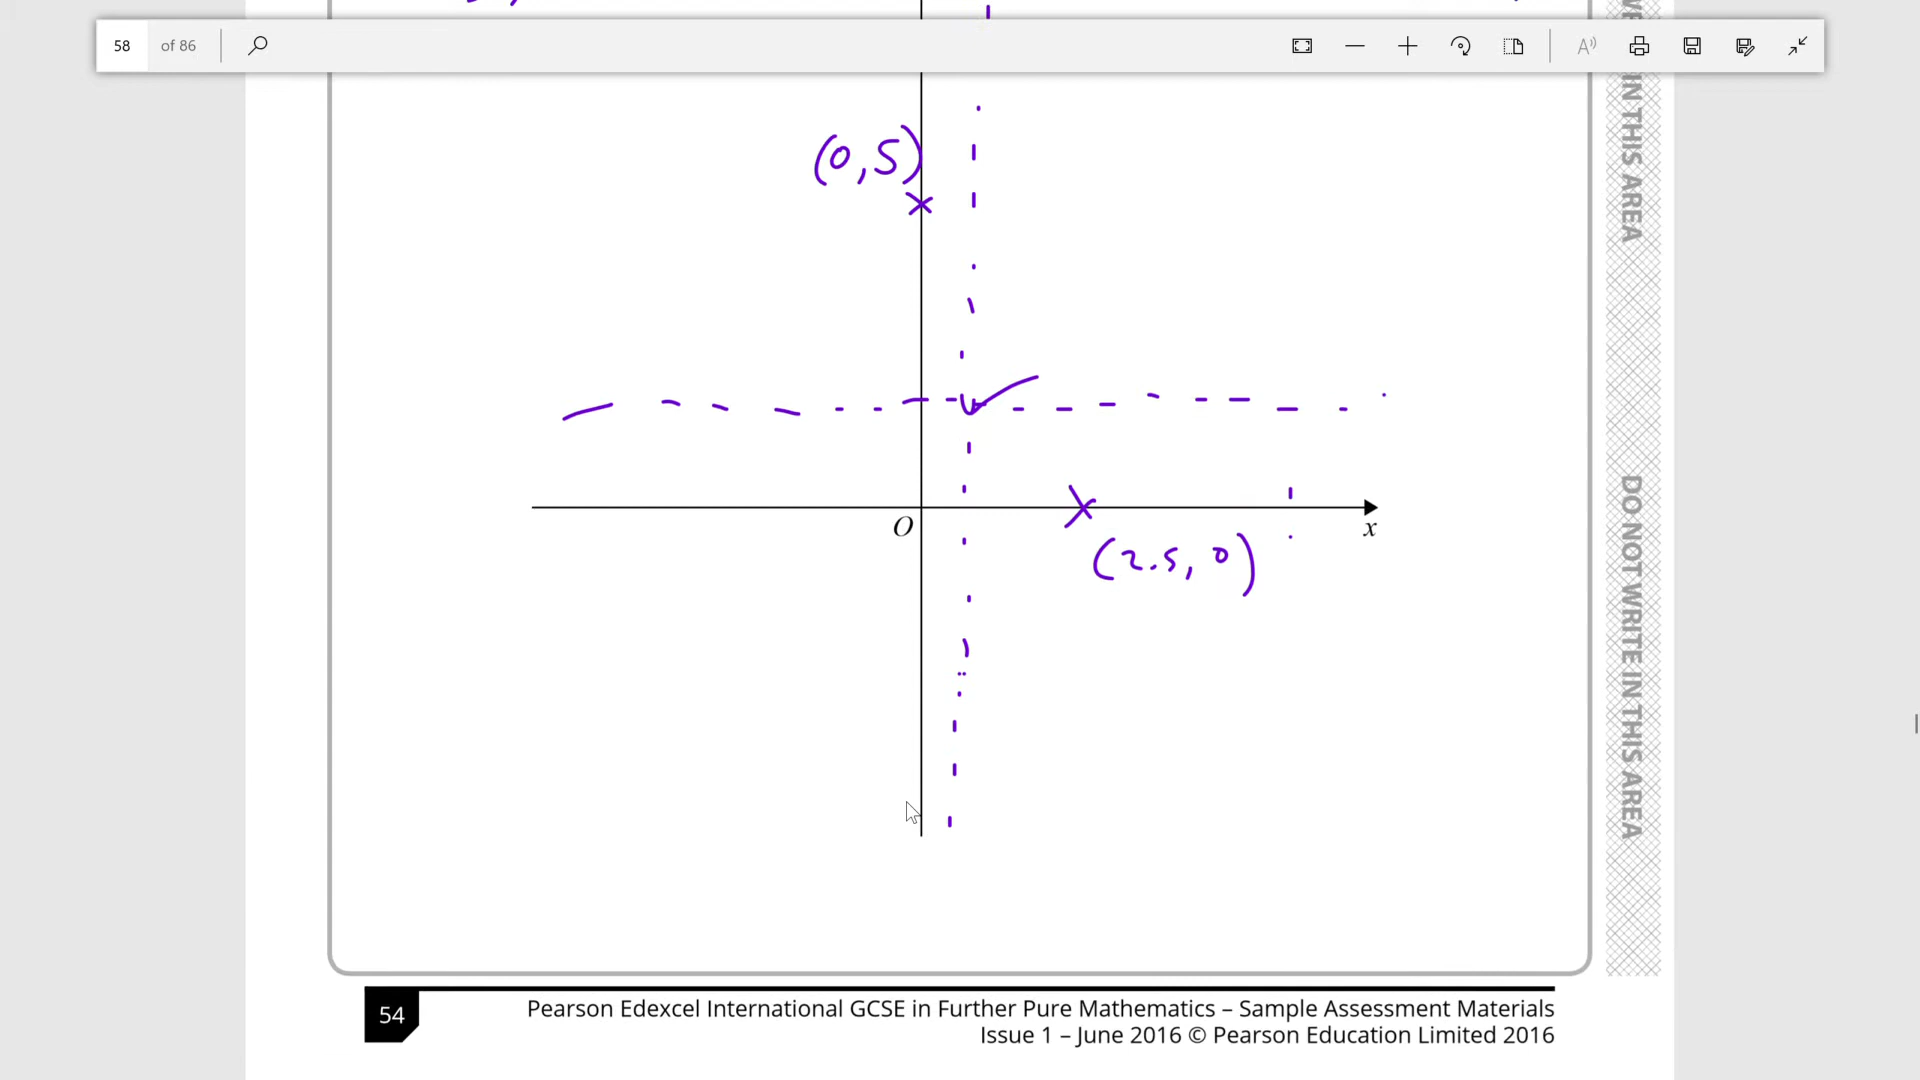 58 of 86
(0,5)
O
x
(2.5, 0)
WRITE IN THIS AREA
DO NOT WRITE IN THIS AREA
54
Pearson Edexcel International GCSE in Further Pure Mathematics – Sample Assessment Materials
Issue 1 – June 2016 © Pearson Education Limited 2016